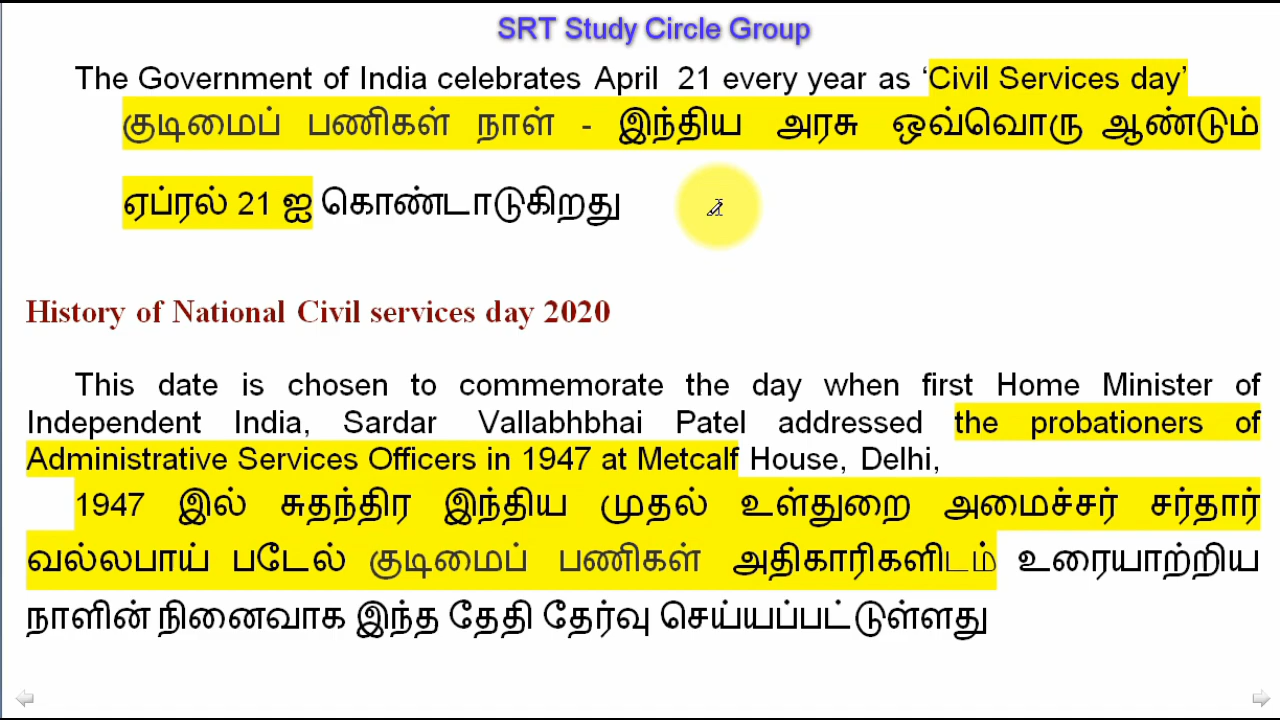 SRT Study Circle Group
The Government of India celebrates April 21 every year as ‘Civil Services day’
குடிமைப் பணிகள் நாள் - இந்திய அரசு ஒவ்வொரு ஆண்டும்
ஏப்ரல் 21 ஐ கொண்டாடுகிறது
History of National Civil services day 2020
This date is chosen to commemorate the day when first Home Minister of
Independent India, Sardar Vallabhbhai Patel addressed the probationers of
Administrative Services Officers in 1947 at Metcalf House, Delhi,
1947 இல் சுதந்திர இந்திய முதல் உள்துறை அமைச்சர் சர்தார்
வல்லபாய் படேல் குடிமைப் பணிகள் அதிகாரிகளிடம் உரையாற்றிய
நாளின் நினைவாக இந்த தேதி தேர்வு செய்யப்பட்டுள்ளது